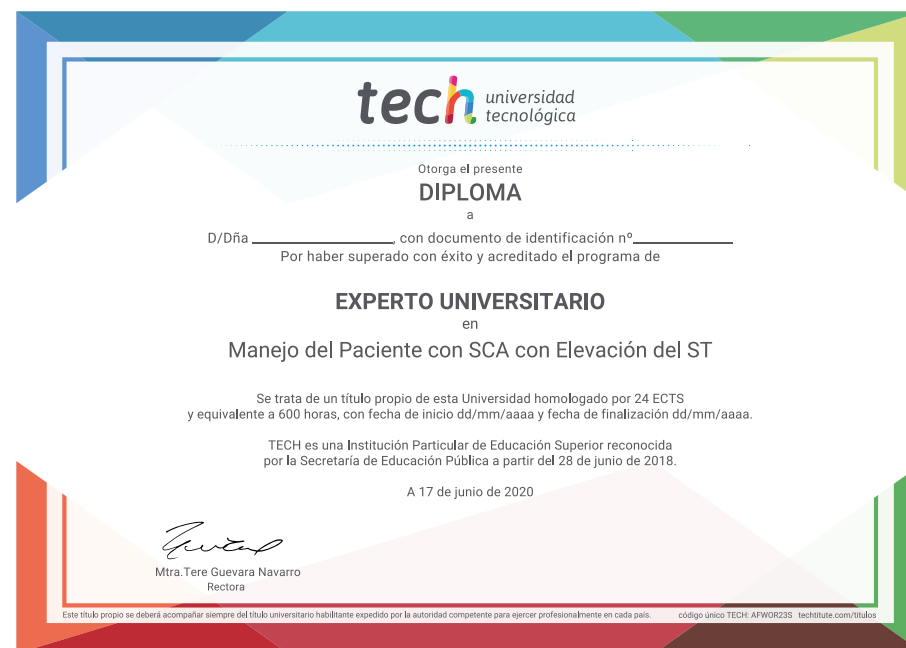 tech universidad
tecnológica
Otorga el presente
DIPLOMA
a
D/Dña ____________________, con documento de identificación nº______________
Por haber superado con éxito y acreditado el programa de
EXPERTO UNIVERSITARIO
en
Manejo del Paciente con SCA con Elevación del ST
Se trata de un título propio de esta Universidad homologado por 24 ECTS
y equivalente a 600 horas, con fecha de inicio dd/mm/aaaa y fecha de finalización dd/mm/aaaa.
TECH es una Institución Particular de Educación Superior reconocida
por la Secretaría de Educación Pública a partir del 28 de junio de 2018.
A 17 de junio de 2020
Mtra.Tere Guevara Navarro
Rectora
Este título propio se deberá acompañar siempre del título universitario habilitante expedido por la autoridad competente para ejercer profesionalmente en cada país. código único TECH: AFWOR23S techtitute.com/titulos